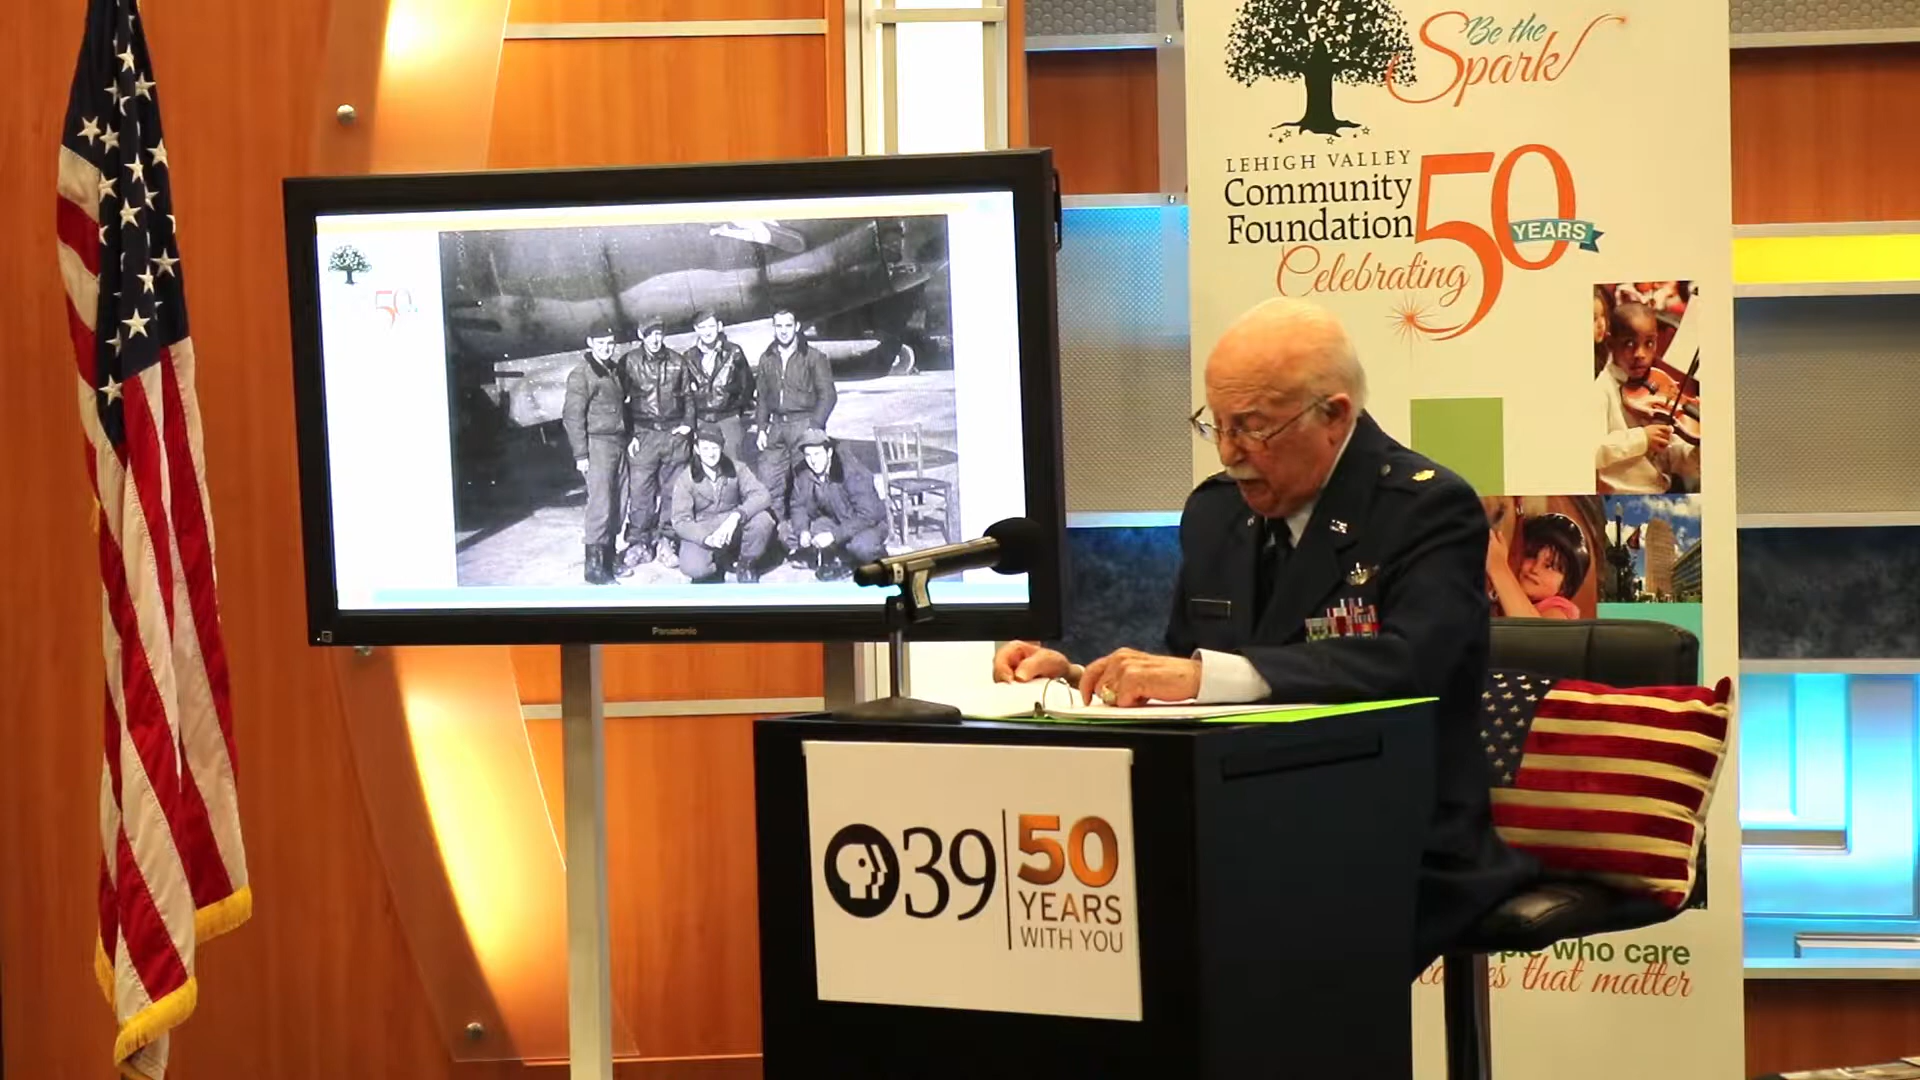 Be the
Spark
LEHIGH VALLEY
Community
Foundation
50
YEARS
Celebrating
50
Panasonic
39
50
YEARS
WITH YOU
who care
that matter